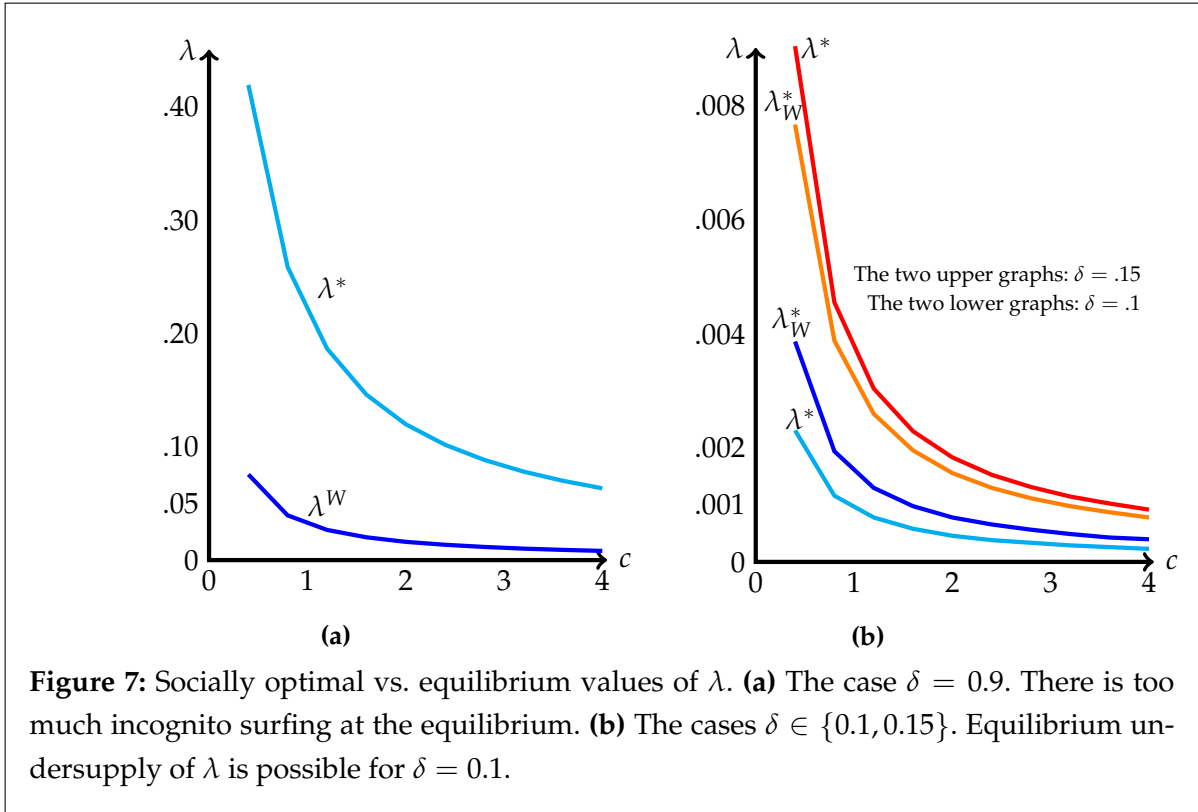 λ
.40
.30
.20
.10
.05
0
λ*
λ^W
0 1 2 3 4 c
(a)
λ
.008
.006
.004
.002
.001
0
λ*
λ*_W
The two upper graphs: δ = .15
The two lower graphs: δ = .1
λ*_W
λ*
0 1 2 3 4 c
(b)
Figure 7: Socially optimal vs. equilibrium values of λ. (a) The case δ = 0.9. There is too
much incognito surfing at the equilibrium. (b) The cases δ ∈ {0.1, 0.15}. Equilibrium un-
dersupply of λ is possible for δ = 0.1.